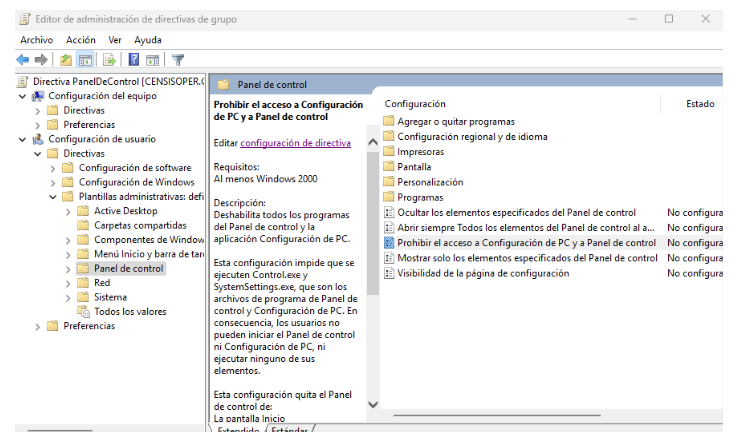 Editor de administración de directivas de grupo
Archivo Acción Ver Ayuda
Directiva PanelDeControl [CENSISOPER.(
Configuración del equipo
Directivas
Preferencias
Configuración de usuario
Directivas
Configuración de software
Configuración de Windows
Plantillas administrativas: defi
Active Desktop
Carpetas compartidas
Componentes de Window
Menú Inicio y barra de tare
Panel de control
Red
Sistema
Todos los valores
Preferencias
Panel de control
Prohibir el acceso a Configuración
de PC y a Panel de control
Editar configuración de directiva
Requisitos:
Al menos Windows 2000
Descripción:
Deshabilita todos los programas
del Panel de control y la
aplicación Configuración de PC.
Esta configuración impide que se
ejecuten Control.exe y
SystemSettings.exe, que son los
archivos de programa de Panel de
control y Configuración de PC. En
consecuencia, los usuarios no
pueden iniciar el Panel de control
ni Configuración de PC, ni
ejecutar ninguno de sus
elementos.
Esta configuración quita el Panel
de control de:
La pantalla Inicio
Configuración Estado
Agregar o quitar programas
Configuración regional y de idioma
Impresoras
Pantalla
Personalización
Programas
Ocultar los elementos especificados del Panel de control No configura
Abrir siempre Todos los elementos del Panel de control al a... No configura
Prohibir el acceso a Configuración de PC y a Panel de control No configura
Mostrar solo los elementos especificados del Panel de control No configura
Visibilidad de la página de configuración No configura
Extendido Estándar